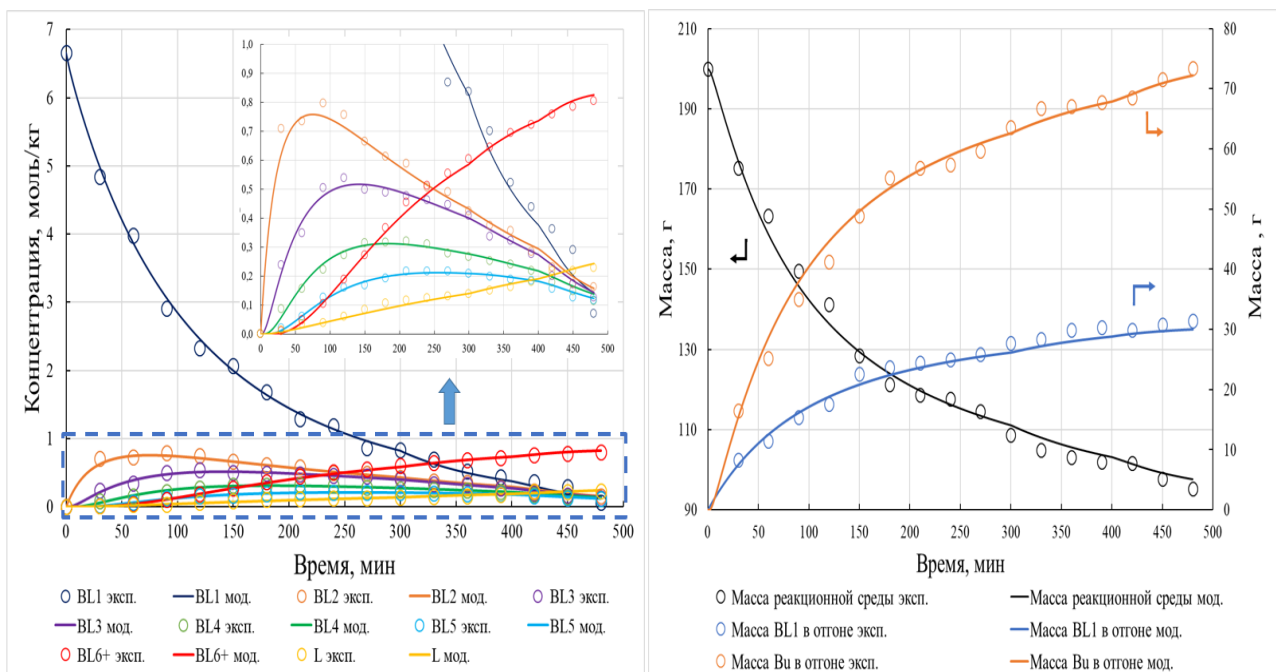 Концентрация, моль/кг
7
6
5
4
3
2
1
0
0 50 100 150 200 250 300 350 400 450 500
Время, мин
1,0
0,9
0,8
0,7
0,6
0,5
0,4
0,3
0,2
0,1
0,0
0 50 100 150 200 250 300 350 400 450 500
BL1 эксп. BL1 мод. BL2 эксп. BL2 мод. BL3 эксп.
BL3 мод. BL4 эксп. BL4 мод. BL5 эксп. BL5 мод.
BL6+ эксп. BL6+ мод. L эксп. L мод.
Масса, г
210
190
170
150
130
110
90
80
70
60
50
40
30
20
10
0
Масса , г
0 50 100 150 200 250 300 350 400 450 500
Время, мин
Масса реакционной среды эксп. Масса реакционной среды мод.
Масса BL1 в отгоне эксп. Масса BL1 в отгоне мод.
Масса Bu в отгоне эксп. Масса Bu в отгоне мод.